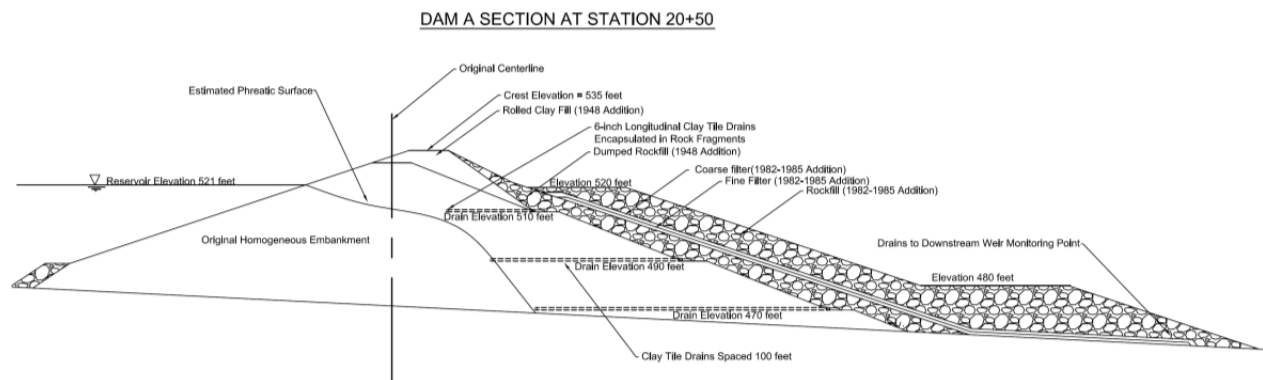 DAM A SECTION AT STATION 20+50
Original Centerline
Estimated Phreatic Surface
Crest Elevation = 535 feet
Rolled Clay Fill (1948 Addition)
6-inch Longitudinal Clay Tile Drains
Encapsulated in Rock Fragments
Dumped Rockfill (1948 Addition)
Coarse filter(1982-1985 Addition)
Fine Filter (1982-1985 Addition)
Rockfill (1982-1985 Addition)
Reservoir Elevation 521 feet
Elevation 520 feet
Drain Elevation 510 feet
Original Homogeneous Embankment
Drains to Downstream Weir Monitoring Point
Drain Elevation 490 feet
Elevation 480 feet
Drain Elevation 470 feet
Clay Tile Drains Spaced 100 feet